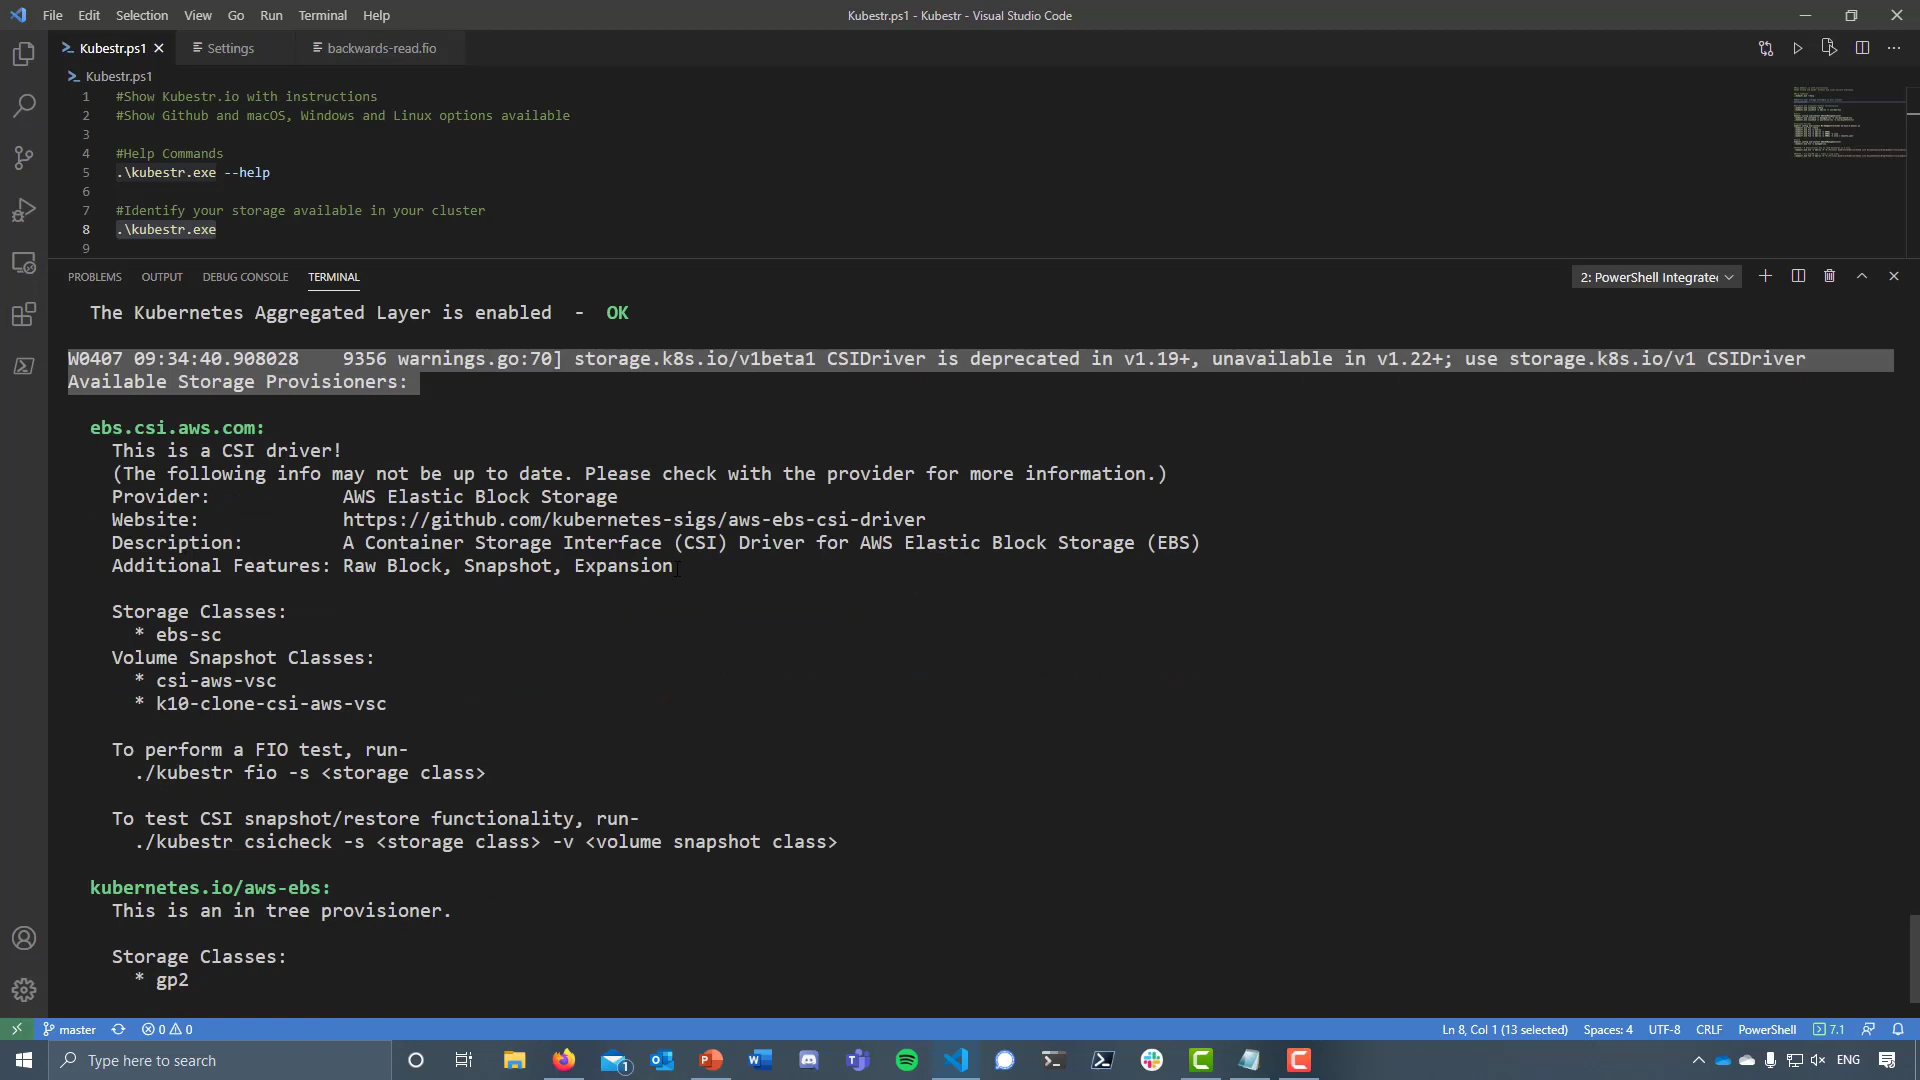 File Edit Selection View Go Run Terminal Help
Kubestr.ps1 - Kubestr - Visual Studio Code
Kubestr.ps1 Settings backwards-read.fio
Kubestr.ps1
1 #Show Kubestr.io with instructions
2 #Show Github and macOS, Windows and Linux options available
3
4 #Help Commands
5 .\kubestr.exe --help
6
7 #Identify your storage available in your cluster
8 .\kubestr.exe
9
PROBLEMS OUTPUT DEBUG CONSOLE TERMINAL
2: PowerShell Integrated
The Kubernetes Aggregated Layer is enabled - OK
W0407 09:34:40.908028 9356 warnings.go:70] storage.k8s.io/v1beta1 CSIDriver is deprecated in v1.19+, unavailable in v1.22+; use storage.k8s.io/v1 CSIDriver
Available Storage Provisioners:
ebs.csi.aws.com:
This is a CSI driver!
(The following info may not be up to date. Please check with the provider for more information.)
Provider: AWS Elastic Block Storage
Website: https://github.com/kubernetes-sigs/aws-ebs-csi-driver
Description: A Container Storage Interface (CSI) Driver for AWS Elastic Block Storage (EBS)
Additional Features: Raw Block, Snapshot, Expansion
Storage Classes:
* ebs-sc
Volume Snapshot Classes:
* csi-aws-vsc
* k10-clone-csi-aws-vsc
To perform a FIO test, run-
./kubestr fio -s <storage class>
To test CSI snapshot/restore functionality, run-
./kubestr csicheck -s <storage class> -v <volume snapshot class>
kubernetes.io/aws-ebs:
This is an in tree provisioner.
Storage Classes:
* gp2
master 0 0 Ln 8, Col 1 (13 selected) Spaces: 4 UTF-8 CRLF PowerShell 7.1
Type here to search 1 ENG